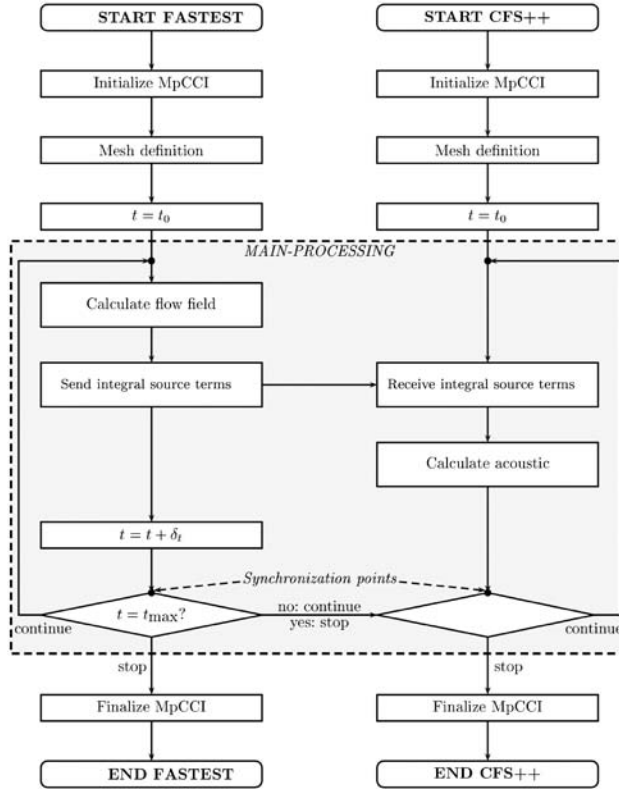 START FASTEST
START CFS++
Initialize MpCCI
Initialize MpCCI
Mesh definition
Mesh definition
t = t₀
t = t₀
MAIN-PROCESSING
Calculate flow field
Send integral source terms
Receive integral source terms
Calculate acoustic
t = t + δₜ
Synchronization points
t = tmax?
no: continue
yes: stop
continue
continue
stop
stop
Finalize MpCCI
Finalize MpCCI
END FASTEST
END CFS++